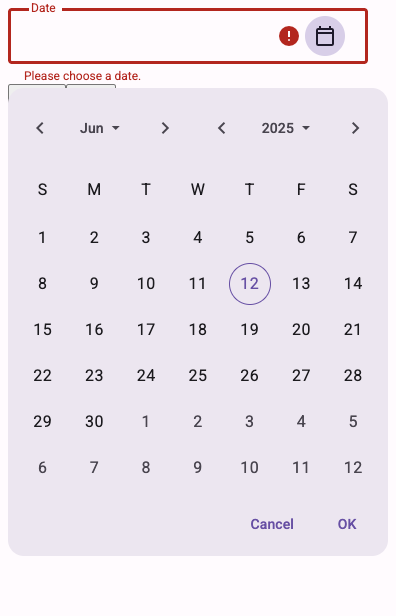 Date
Please choose a date.
Jun 2025
S M T W T F S
1 2 3 4 5 6 7
8 9 10 11 12 13 14
15 16 17 18 19 20 21
22 23 24 25 26 27 28
29 30 1 2 3 4 5
6 7 8 9 10 11 12
Cancel OK